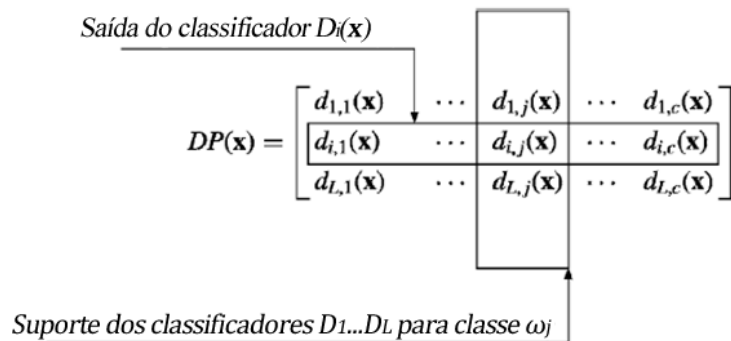 Saída do classificador Di(x)
d1,1(x) ··· d1,j(x) ··· d1,c(x)
DP(x) = di,1(x) ··· di,j(x) ··· di,c(x)
dL,1(x) ··· dL,j(x) ··· dL,c(x)
Suporte dos classificadores D1...DL para classe ωj